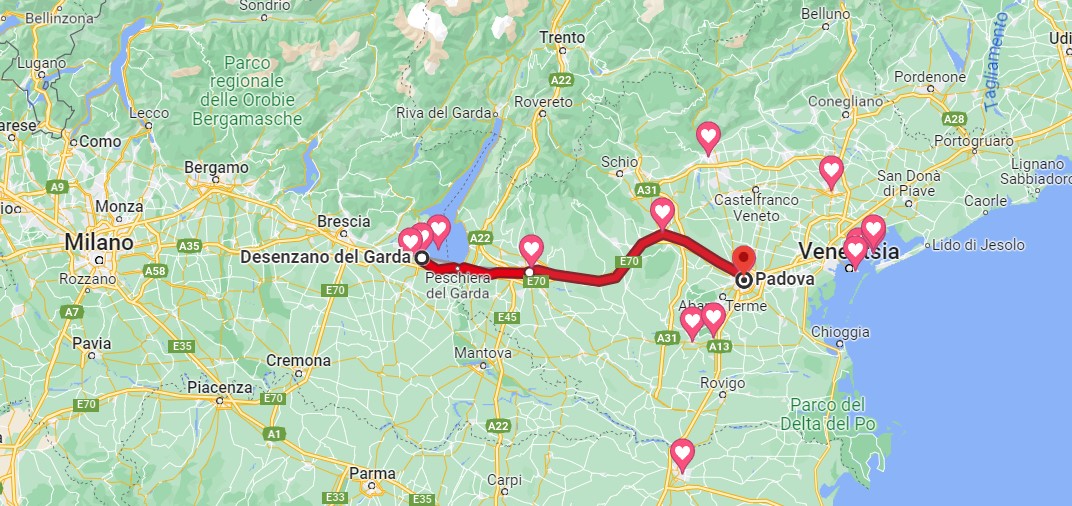 Sondrio
Bellinzona
Belluno
Trento
Udi
Lugano
Parco
regionale
delle Orobie
Bergamasche
A22
Tagliamento
Pordenone
Rovereto
Conegliano
Lecco
Riva del Garda
A28
arese
Como
Portogruaro
Schio
Bergamo
Lignano
Sabbiadoro
San Donà
di Piave
A9
A31
Castelfranco
Veneto
Caorle
Monza
Brescia
Milano
A35
A22
Lido di Jesolo
Desenzano del Garda
A58
E70
Padova
Rozzano
Peschiera
del Garda
E70
E70
Terme
A7
E45
Chioggia
Pavia
E35
A31
A13
Mantova
Cremona
Rovigo
Piacenza
E70
E70
Parco del
Delta del Po
A22
A1
Parma
Carpi
E33
E35